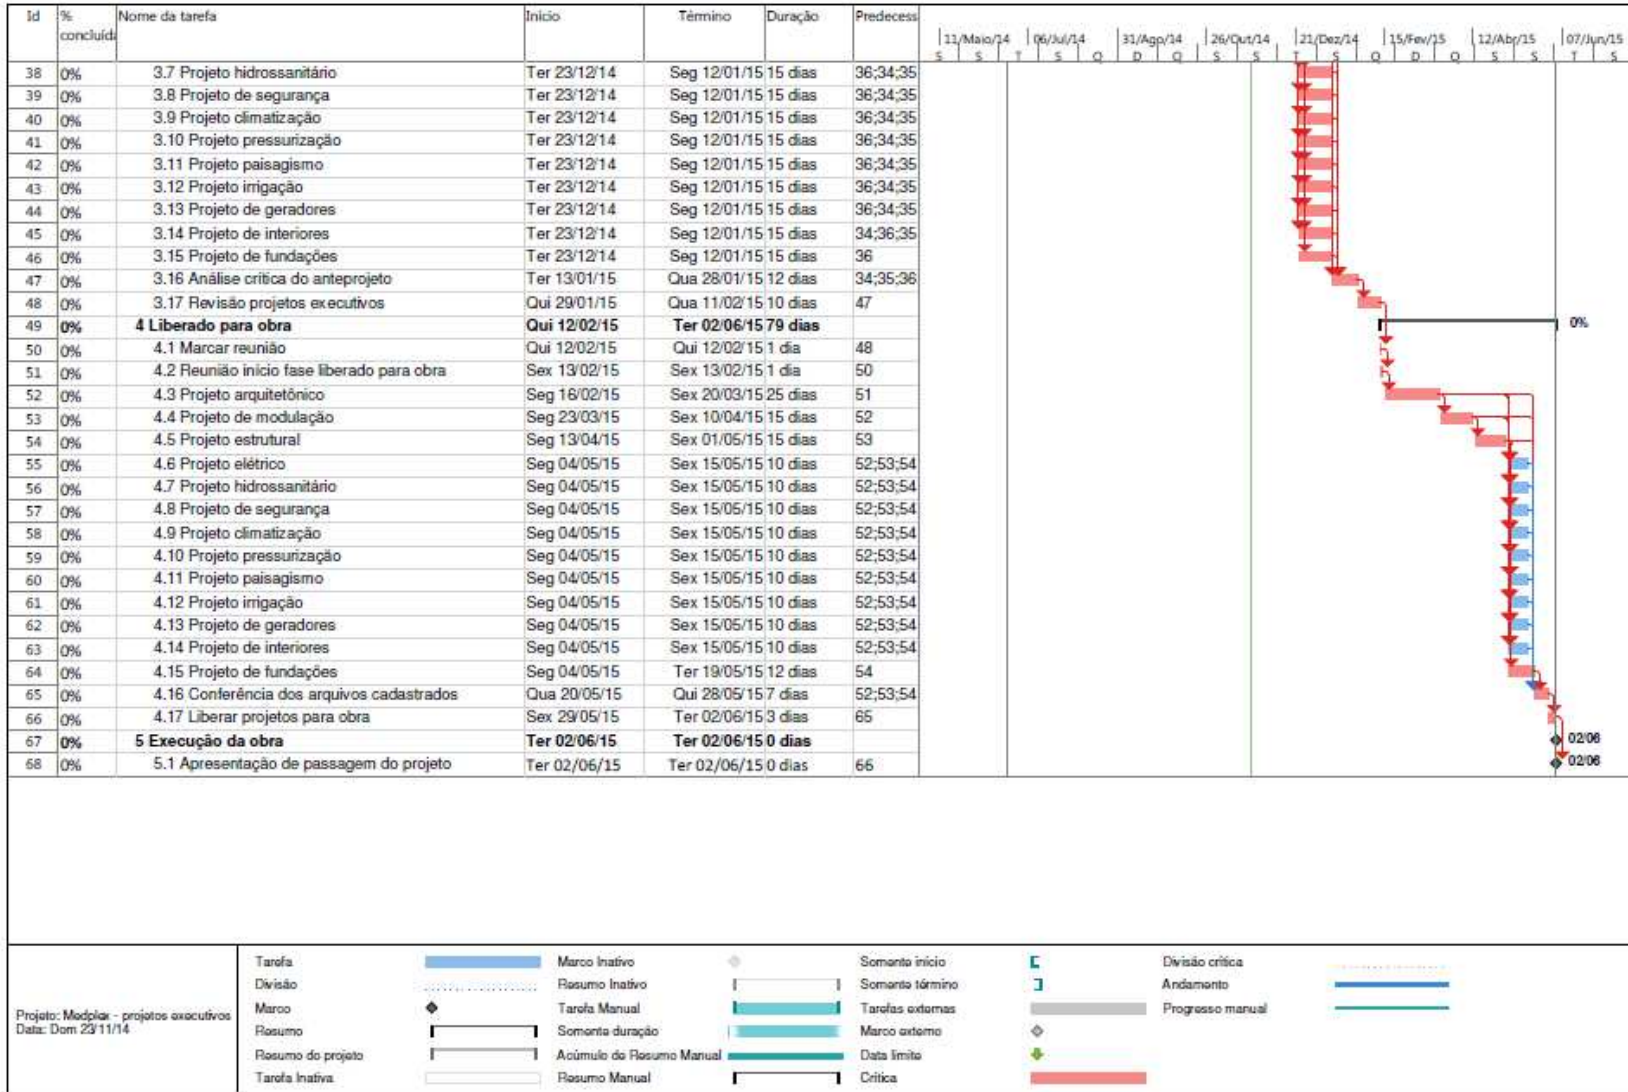 Id % concluída Nome da tarefa Início Término Duração Predecess
11/Maio/14 06/Jul/14 31/Ago/14 26/Out/14 21/Dez/14 15/Fev/15 12/Abr/15 07/Jun/15
S S T S Q D Q S S T S Q D Q S S T S
38 0% 3.7 Projeto hidrossanitário Ter 23/12/14 Seg 12/01/15 15 dias 36;34;35
39 0% 3.8 Projeto de segurança Ter 23/12/14 Seg 12/01/15 15 dias 36;34;35
40 0% 3.9 Projeto climatização Ter 23/12/14 Seg 12/01/15 15 dias 36;34;35
41 0% 3.10 Projeto pressurização Ter 23/12/14 Seg 12/01/15 15 dias 36;34;35
42 0% 3.11 Projeto paisagismo Ter 23/12/14 Seg 12/01/15 15 dias 36;34;35
43 0% 3.12 Projeto irrigação Ter 23/12/14 Seg 12/01/15 15 dias 36;34;35
44 0% 3.13 Projeto de geradores Ter 23/12/14 Seg 12/01/15 15 dias 36;34;35
45 0% 3.14 Projeto de interiores Ter 23/12/14 Seg 12/01/15 15 dias 34;36;35
46 0% 3.15 Projeto de fundações Ter 23/12/14 Seg 12/01/15 15 dias 36
47 0% 3.16 Análise crítica do anteprojeto Ter 13/01/15 Qua 28/01/15 12 dias 34;35;36
48 0% 3.17 Revisão projetos executivos Qui 29/01/15 Qua 11/02/15 10 dias 47
49 0% 4 Liberado para obra Qui 12/02/15 Ter 02/06/15 79 dias 0%
50 0% 4.1 Marcar reunião Qui 12/02/15 Qui 12/02/15 1 dia 48
51 0% 4.2 Reunião início fase liberado para obra Sex 13/02/15 Sex 13/02/15 1 dia 50
52 0% 4.3 Projeto arquitetônico Seg 16/02/15 Sex 20/03/15 25 dias 51
53 0% 4.4 Projeto de modulação Seg 23/03/15 Sex 10/04/15 15 dias 52
54 0% 4.5 Projeto estrutural Seg 13/04/15 Sex 01/05/15 15 dias 53
55 0% 4.6 Projeto elétrico Seg 04/05/15 Sex 15/05/15 10 dias 52;53;54
56 0% 4.7 Projeto hidrossanitário Seg 04/05/15 Sex 15/05/15 10 dias 52;53;54
57 0% 4.8 Projeto de segurança Seg 04/05/15 Sex 15/05/15 10 dias 52;53;54
58 0% 4.9 Projeto climatização Seg 04/05/15 Sex 15/05/15 10 dias 52;53;54
59 0% 4.10 Projeto pressurização Seg 04/05/15 Sex 15/05/15 10 dias 52;53;54
60 0% 4.11 Projeto paisagismo Seg 04/05/15 Sex 15/05/15 10 dias 52;53;54
61 0% 4.12 Projeto irrigação Seg 04/05/15 Sex 15/05/15 10 dias 52;53;54
62 0% 4.13 Projeto de geradores Seg 04/05/15 Sex 15/05/15 10 dias 52;53;54
63 0% 4.14 Projeto de interiores Seg 04/05/15 Sex 15/05/15 10 dias 52;53;54
64 0% 4.15 Projeto de fundações Seg 04/05/15 Ter 19/05/15 12 dias 54
65 0% 4.16 Conferência dos arquivos cadastrados Qua 20/05/15 Qui 28/05/15 7 dias 52;53;54
66 0% 4.17 Liberar projetos para obra Sex 29/05/15 Ter 02/06/15 3 dias 65
67 0% 5 Execução da obra Ter 02/06/15 Ter 02/06/15 0 dias 02/06
68 0% 5.1 Apresentação de passagem do projeto Ter 02/06/15 Ter 02/06/15 0 dias 66 02/06
Projeto: Medplex - projetos executivos
Data: Dom 23/11/14
Tarefa Marco Inativo Somente início Divisão crítica
Divisão Resumo Inativo Somente término Andamento
Marco Tarefa Manual Tarefas externas Progresso manual
Resumo Somente duração Marco externo
Resumo do projeto Acúmulo de Resumo Manual Data limite
Tarefa Inativa Resumo Manual Crítica